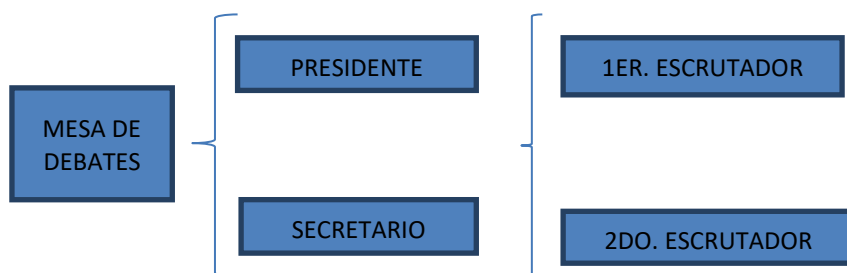 MESA DE
DEBATES
PRESIDENTE
SECRETARIO
1ER. ESCRUTADOR
2DO. ESCRUTADOR